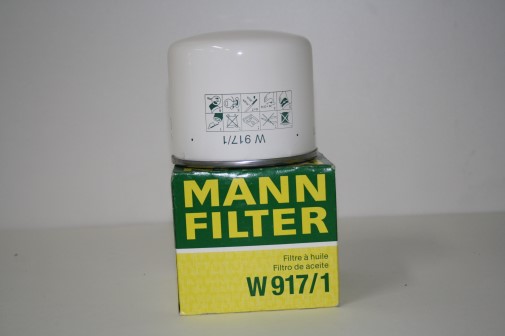 W 917/1
MANN
FILTER
Filtre à huile
Filtro de aceite
W 917/1